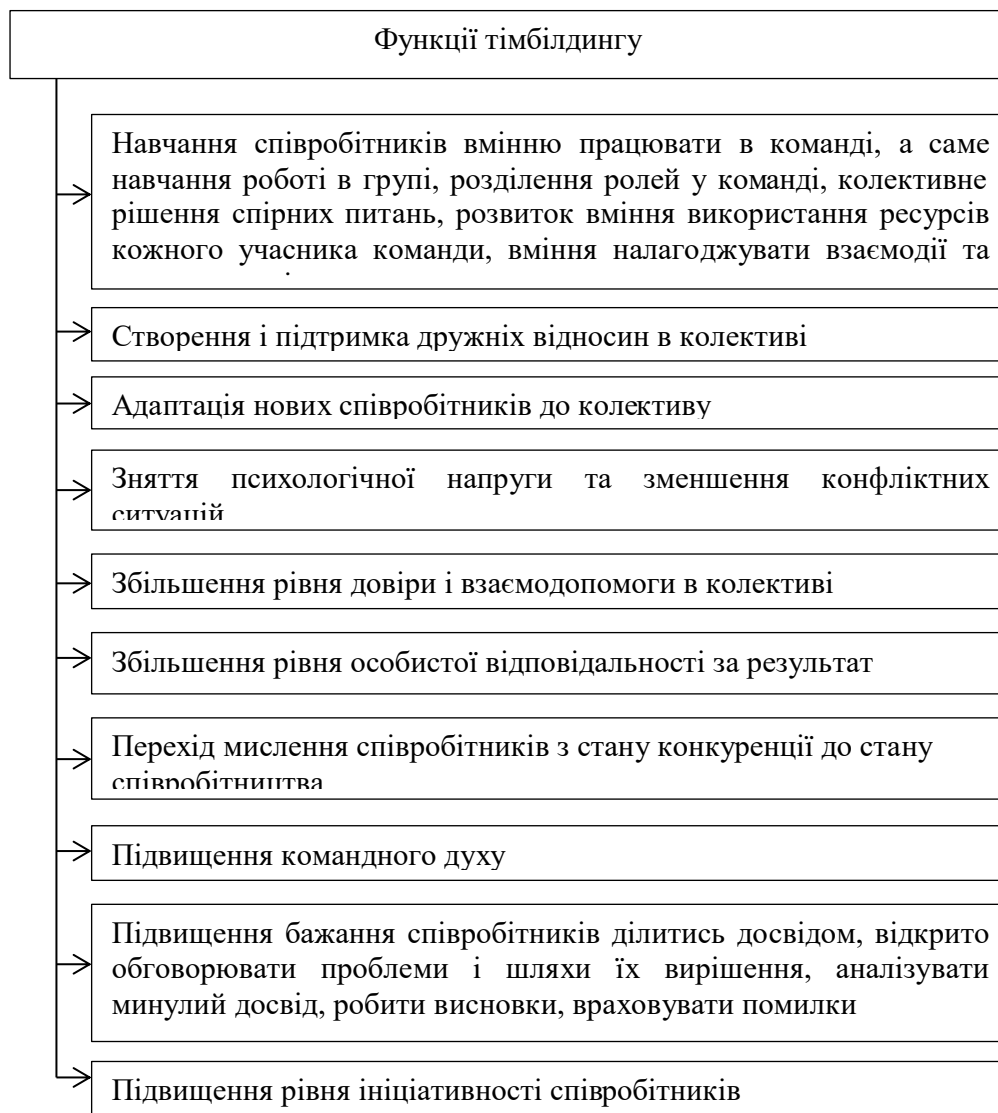 Функції тімбілдингу
Навчання співробітників вмінню працювати в команді, а саме
навчання роботі в групі, розділення ролей у команді, колективне
рішення спірних питань, розвиток вміння використання ресурсів
кожного учасника команди, вміння налагоджувати взаємодії та
Створення і підтримка дружніх відносин в колективі
Адаптація нових співробітників до колективу
Зняття психологічної напруги та зменшення конфліктних
ситуацій
Збільшення рівня довіри і взаємодопомоги в колективі
Збільшення рівня особистої відповідальності за результат
Перехід мислення співробітників з стану конкуренції до стану
співробітництва
Підвищення командного духу
Підвищення бажання співробітників ділитись досвідом, відкрито
обговорювати проблеми і шляхи їх вирішення, аналізувати
минулий досвід, робити висновки, враховувати помилки
Підвищення рівня ініціативності співробітників